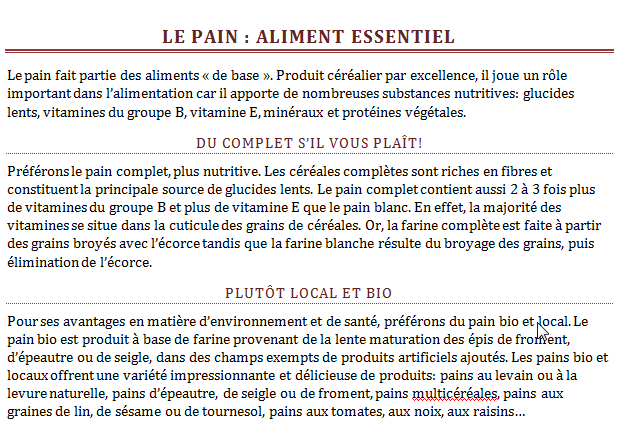 LE PAIN : ALIMENT ESSENTIEL
Le pain fait partie des aliments « de base ». Produit céréalier par excellence, il joue un rôle
important dans l’alimentation car il apporte de nombreuses substances nutritives: glucides
lents, vitamines du groupe B, vitamine E, minéraux et protéines végétales.
DU COMPLET S’IL VOUS PLAÎT!
Préférons le pain complet, plus nutritive. Les céréales complètes sont riches en fibres et
constituent la principale source de glucides lents. Le pain complet contient aussi 2 à 3 fois plus
de vitamines du groupe B et plus de vitamine E que le pain blanc. En effet, la majorité des
vitamines se situe dans la cuticule des grains de céréales. Or, la farine complète est faite à partir
des grains broyés avec l’écorce tandis que la farine blanche résulte du broyage des grains, puis
élimination de l’écorce.
PLUTÔT LOCAL ET BIO
Pour ses avantages en matière d’environnement et de santé, préférons du pain bio et local. Le
pain bio est produit à base de farine provenant de la lente maturation des épis de froment,
d’épeautre ou de seigle, dans des champs exempts de produits artificiels ajoutés. Les pains bio et
locaux offrent une variété impressionnante et délicieuse de produits: pains au levain ou à la
levure naturelle, pains d’épeautre, de seigle ou de froment, pains multicéréales, pains aux
graines de lin, de sésame ou de tournesol, pains aux tomates, aux noix, aux raisins...